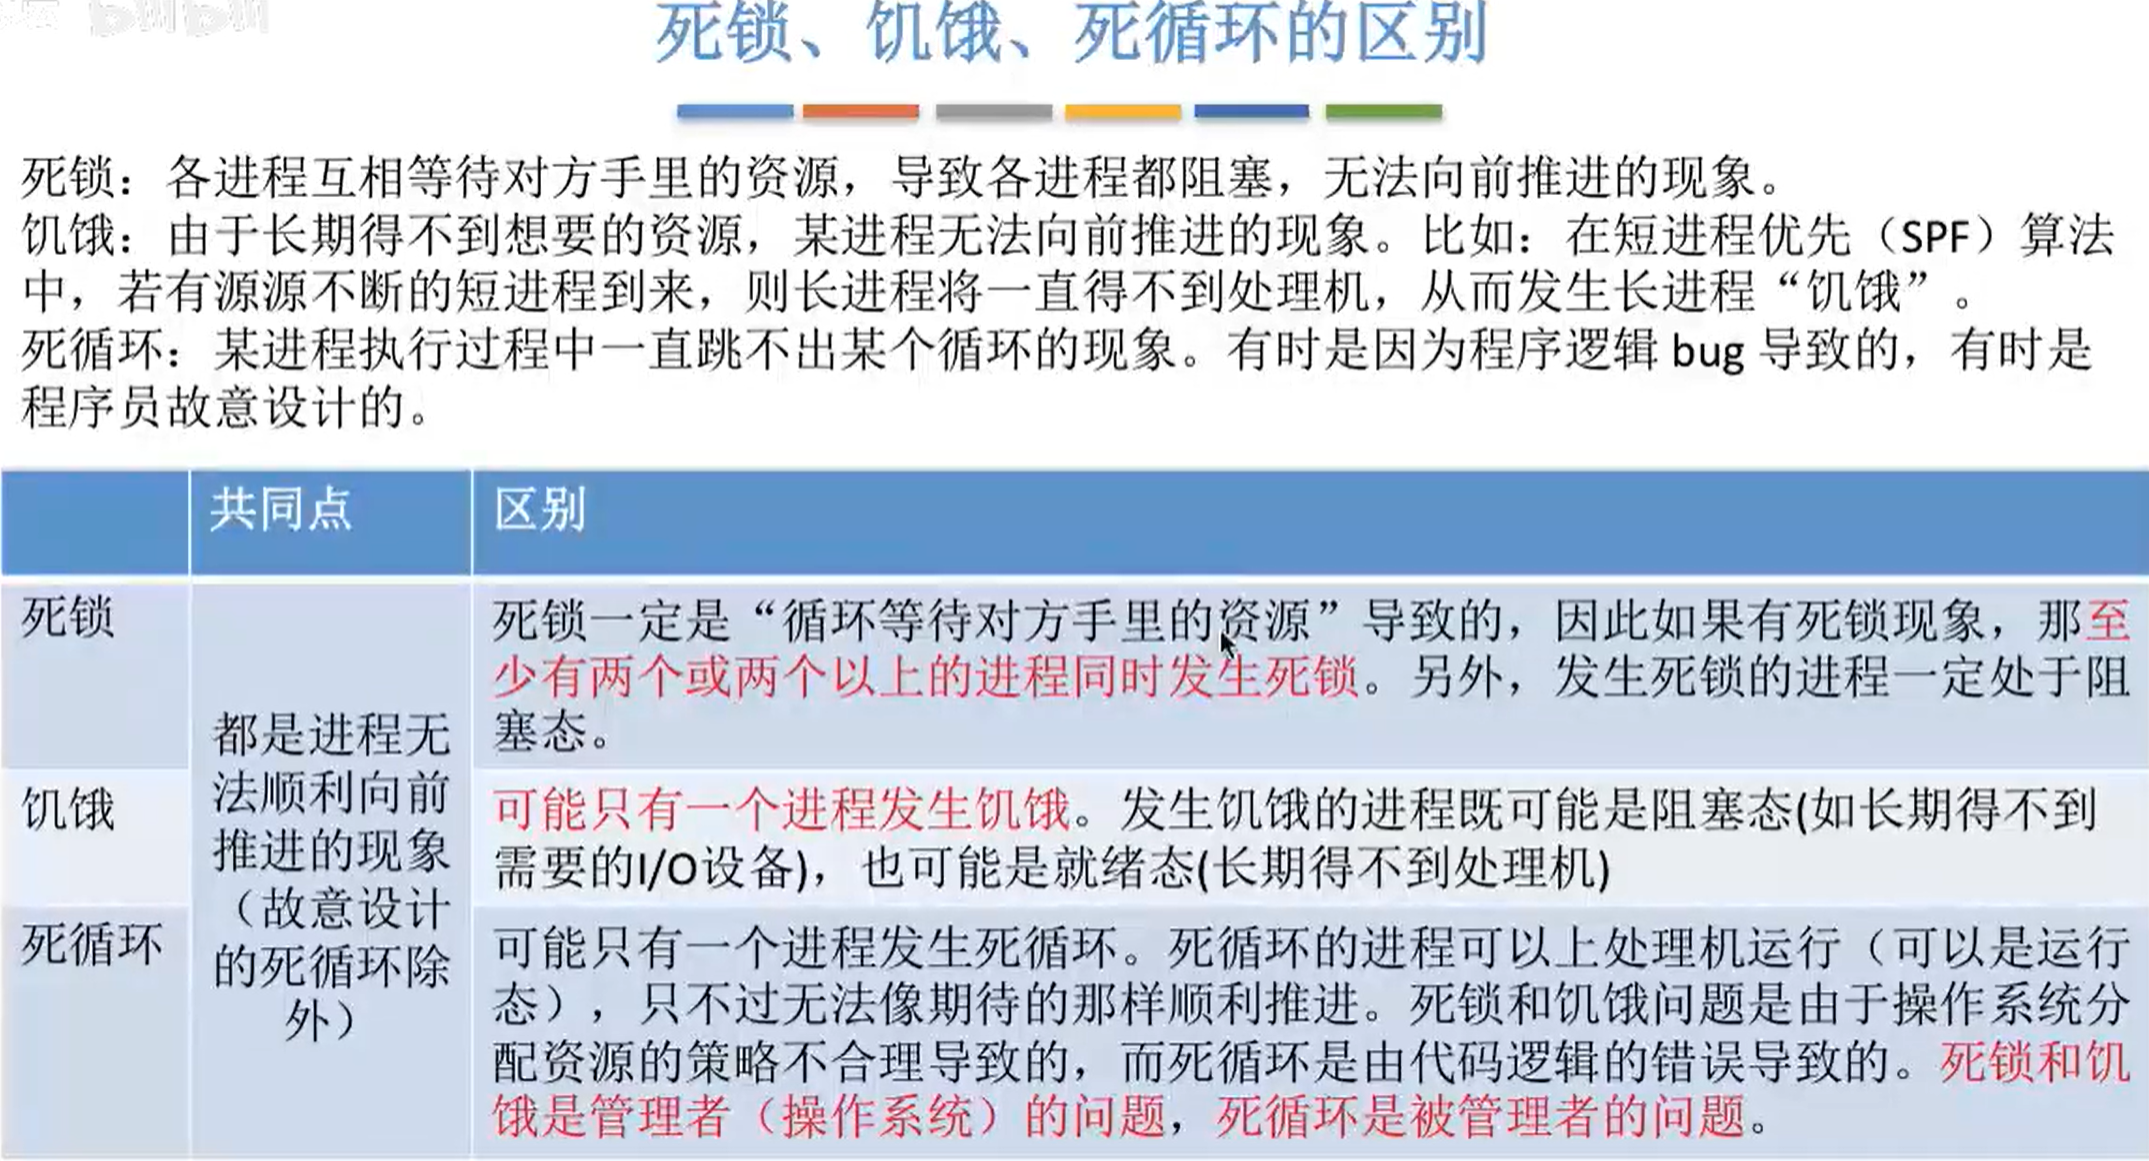 死锁、饥饿、死循环的区别
死锁：各进程互相等待对方手里的资源，导致各进程都阻塞，无法向前推进的现象。
饥饿：由于长期得不到想要的资源，某进程无法向前推进的现象。比如：在短进程优先（SPF）算法
中，若有源源不断的短进程到来，则长进程将一直得不到处理机，从而发生长进程“饥饿”。
死循环：某进程执行过程中一直跳不出某个循环的现象。有时是因为程序逻辑 bug 导致的，有时是
程序员故意设计的。
共同点
区别
死锁
都是进程无
法顺利向前
推进的现象
（故意设计
的死循环除
外）
死锁一定是“循环等待对方手里的资源”导致的，因此如果有死锁现象，那至
少有两个或两个以上的进程同时发生死锁。另外，发生死锁的进程一定处于阻
塞态。
饥饿
可能只有一个进程发生饥饿。发生饥饿的进程既可能是阻塞态(如长期得不到
需要的I/O设备)，也可能是就绪态(长期得不到处理机)
死循环
可能只有一个进程发生死循环。死循环的进程可以上处理机运行（可以是运行
态），只不过无法像期待的那样顺利推进。死锁和饥饿问题是由于操作系统分
配资源的策略不合理导致的，而死循环是由代码逻辑的错误导致的。死锁和饥
饿是管理者（操作系统）的问题，死循环是被管理者的问题。